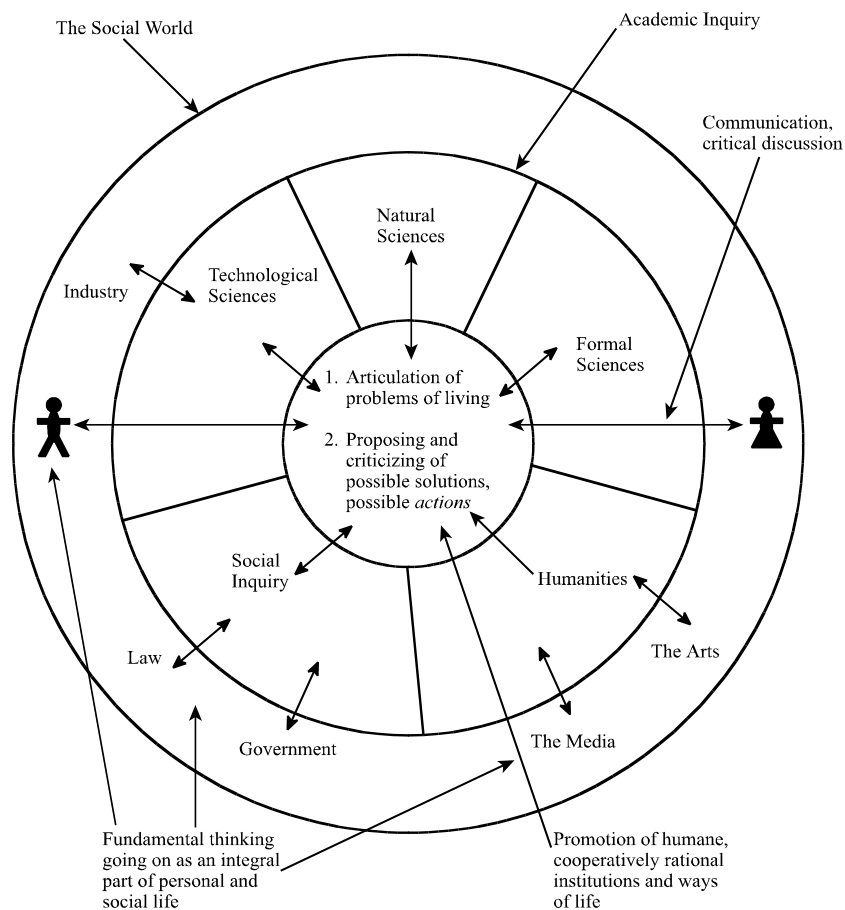 The Social World
Academic Inquiry
Communication,
critical discussion
Natural
Sciences
Industry
Technological
Sciences
Formal
Sciences
1. Articulation of
problems of living
2. Proposing and
criticizing of
possible solutions,
possible actions
Social
Inquiry
Humanities
Law
The Arts
Government
The Media
Fundamental thinking
going on as an integral
part of personal and
social life
Promotion of humane,
cooperatively rational
institutions and ways
of life